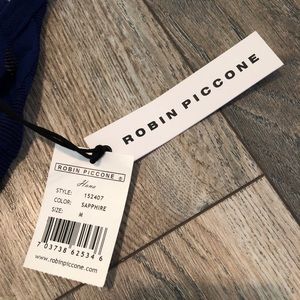 ROBIN PICCONE
ROBIN PICCONE ®
STYLE: 152407
COLOR: SAPPHIRE
SIZE: M
7 03738 62534 6
www.robinpiccone.com